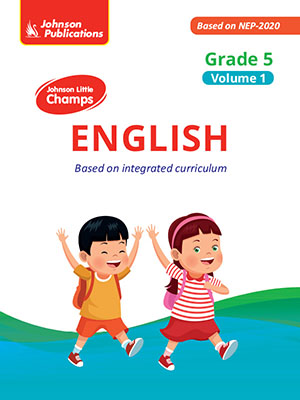 Johnson
Publications
Based on NEP-2020
Grade 5
Volume 1
Johnson Little
Champs
ENGLISH
Based on integrated curriculum